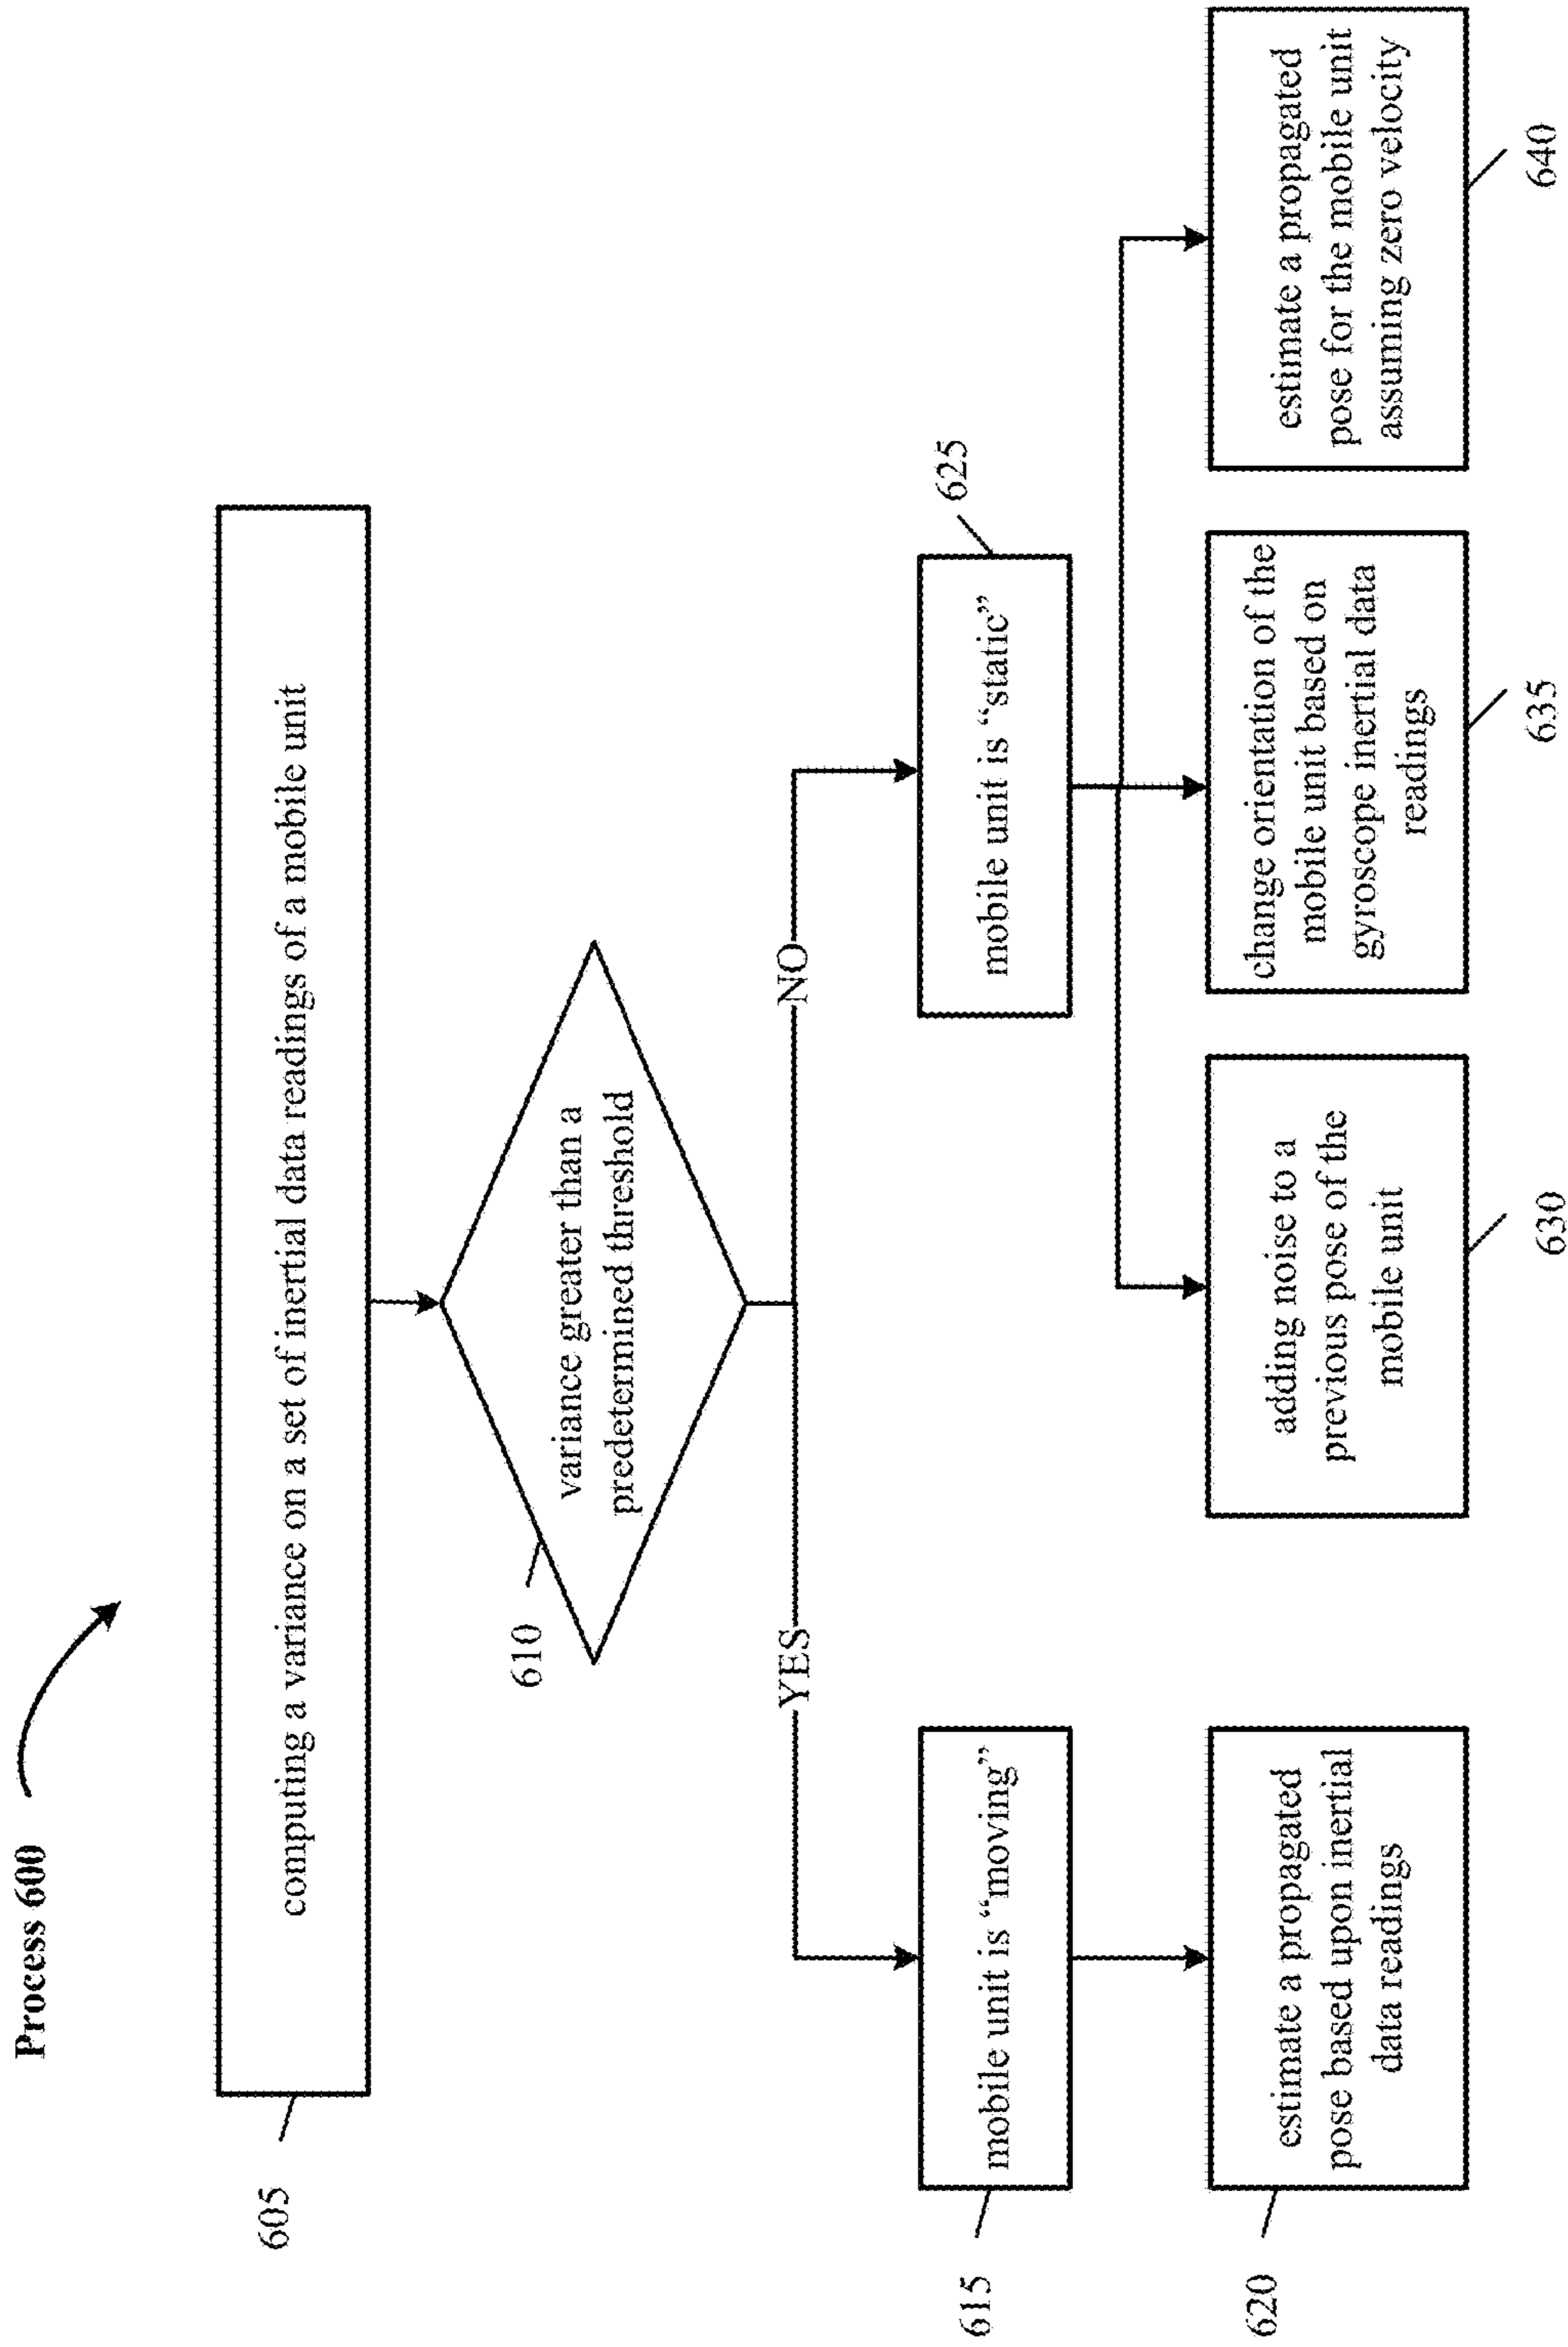 Process 600
605
computing a variance on a set of inertial data readings of a mobile unit
610
variance greater than a
predetermined threshold
YES
NO
615
mobile unit is “moving”
625
mobile unit is “static”
620
estimate a propagated
pose based upon inertial
data readings
adding noise to a
previous pose of the
mobile unit
630
change orientation of the
mobile unit based on
gyroscope inertial data
readings
635
estimate a propagated
pose for the mobile unit
assuming zero velocity
640